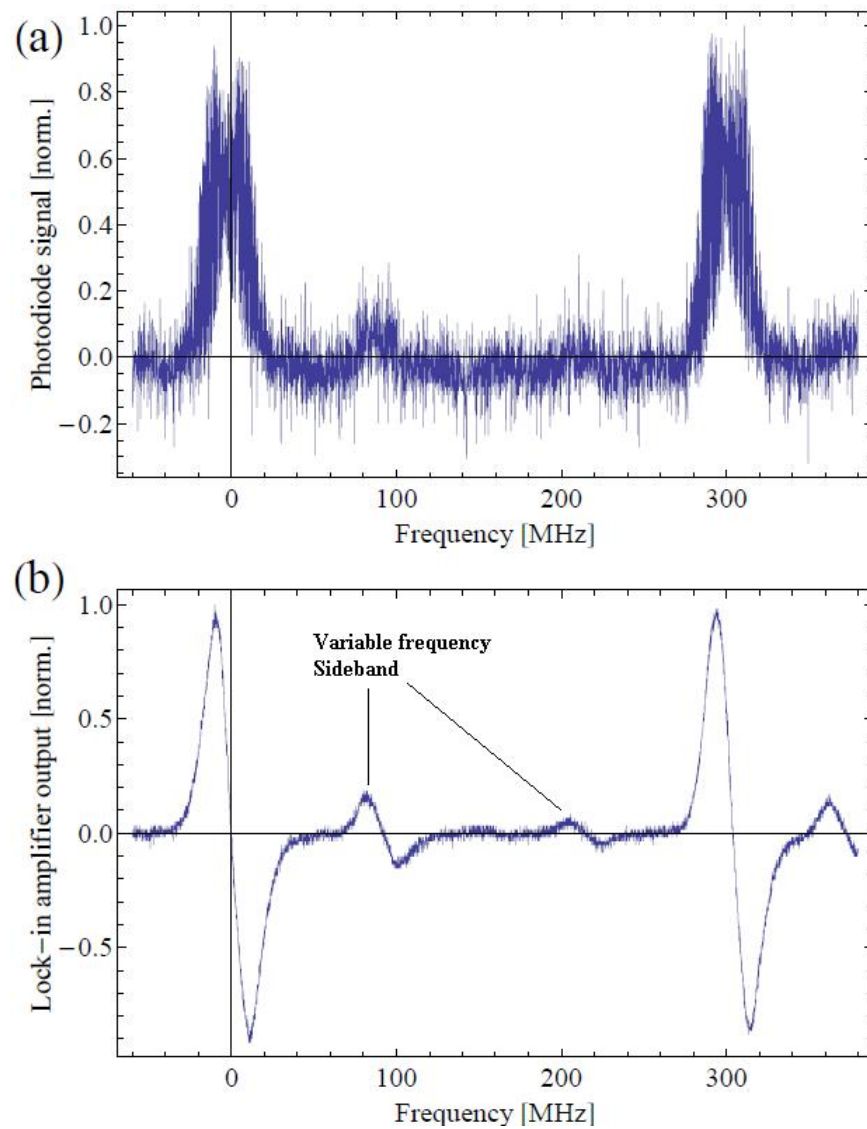 (a)
Photodiode signal [norm.]
1.0
0.8
0.6
0.4
0.2
0.0
−0.2
0
100
200
300
Frequency [MHz]
(b)
Lock−in amplifier output [norm.]
1.0
0.5
0.0
−0.5
Variable frequency
Sideband
0
100
200
300
Frequency [MHz]